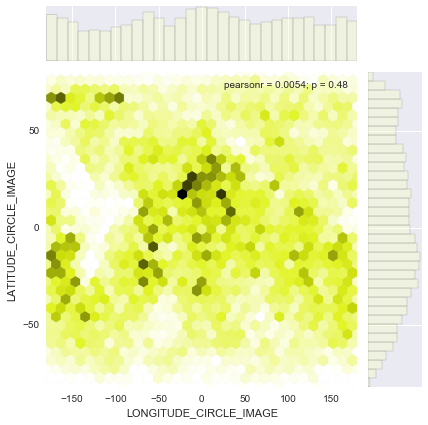 pearsonr = 0.0054; p = 0.48
50
0
−50
LATITUDE_CIRCLE_IMAGE
−150 −100 −50 0 50 100 150
LONGITUDE_CIRCLE_IMAGE